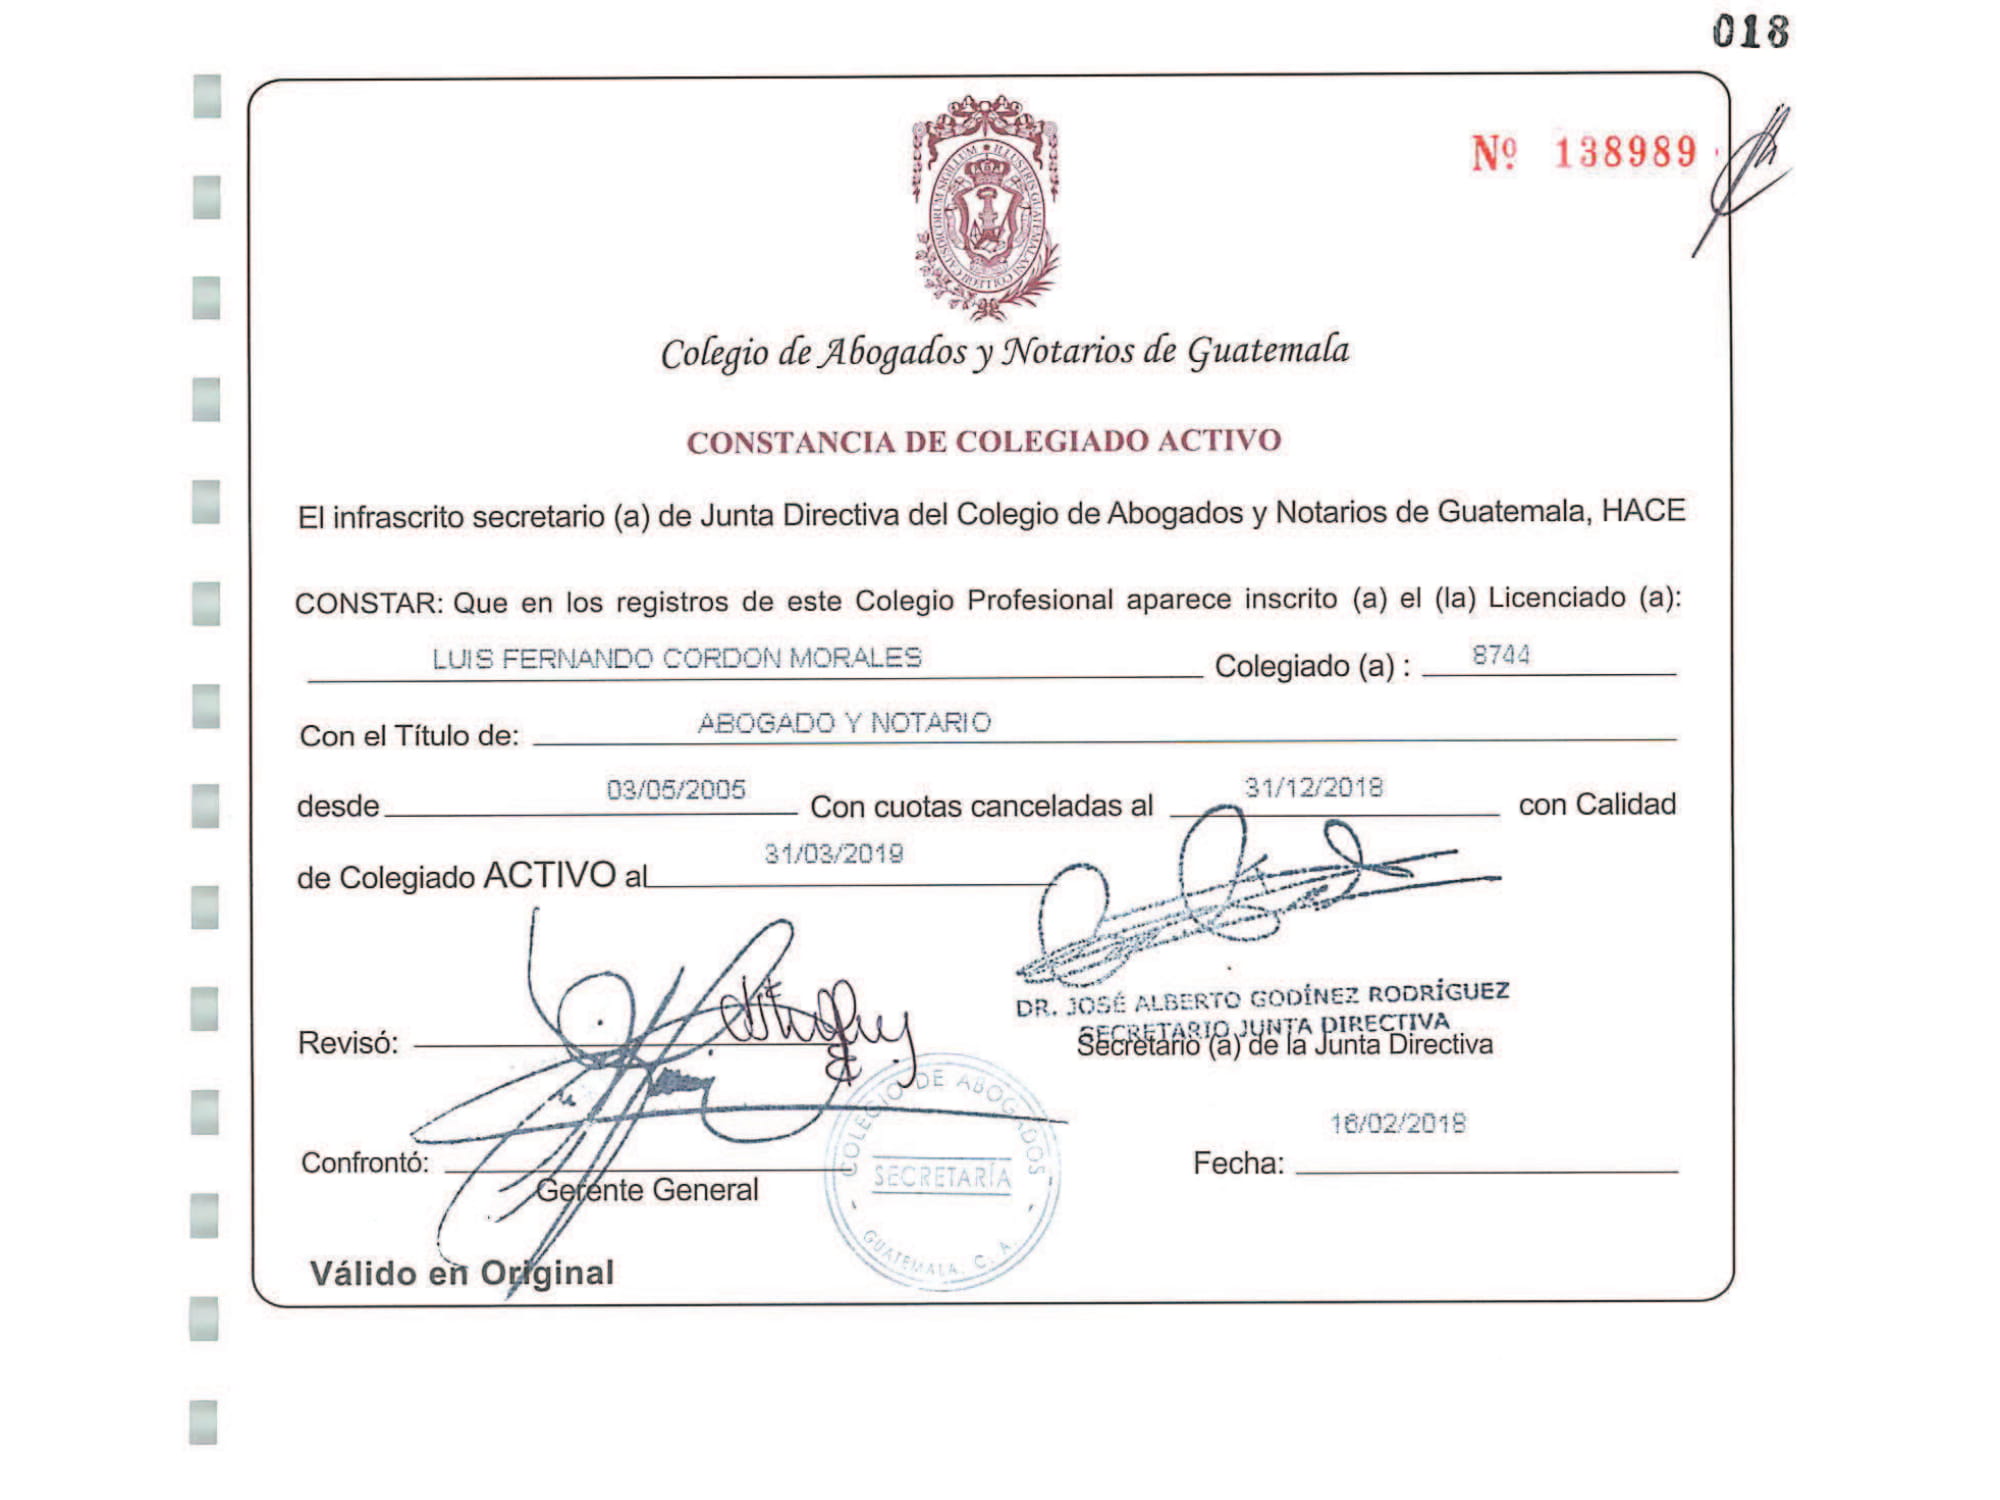 018
Nº 138989
SIGILLUM ILLUSTRIS GUATEMALANI COLLEGII CAUSIDICORUM
Colegio de Abogados y Notarios de Guatemala
CONSTANCIA DE COLEGIADO ACTIVO
El infrascrito secretario (a) de Junta Directiva del Colegio de Abogados y Notarios de Guatemala, HACE
CONSTAR: Que en los registros de este Colegio Profesional aparece inscrito (a) el (la) Licenciado (a):
LUIS FERNANDO CORDON MORALES Colegiado (a) : 8744
Con el Título de: ABOGADO Y NOTARIO
desde 03/05/2005 Con cuotas canceladas al 31/12/2018 con Calidad
de Colegiado ACTIVO al 31/03/2019
DR. JOSÉ ALBERTO GODÍNEZ RODRÍGUEZ
SECRETARIO JUNTA DIRECTIVA
Revisó: Secretario (a) de la Junta Directiva
COLEGIO DE ABOGADOS
SECRETARÍA
GUATEMALA, C. A.
16/02/2018
Confrontó: Fecha:
Gerente General
Válido en Original